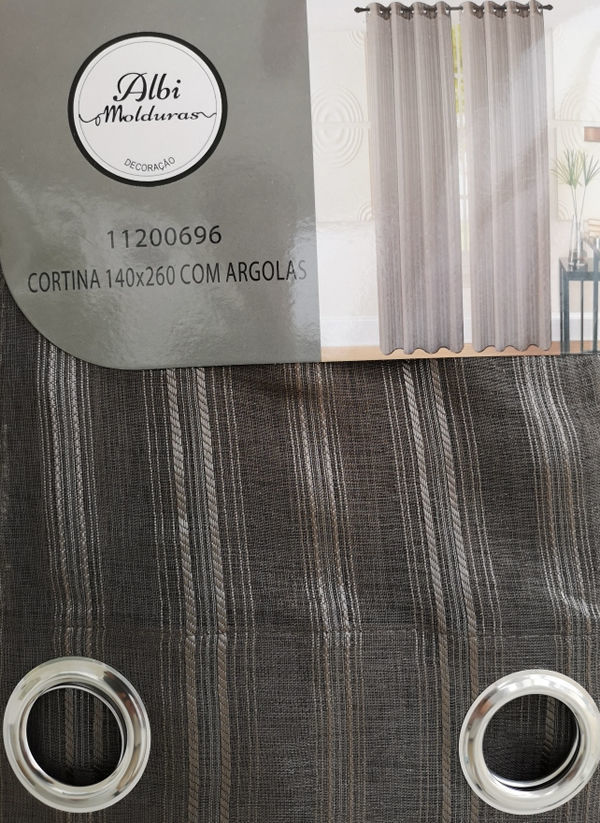 Albi
Molduras
DECORAÇÃO
11200696
CORTINA 140x260 COM ARGOLAS